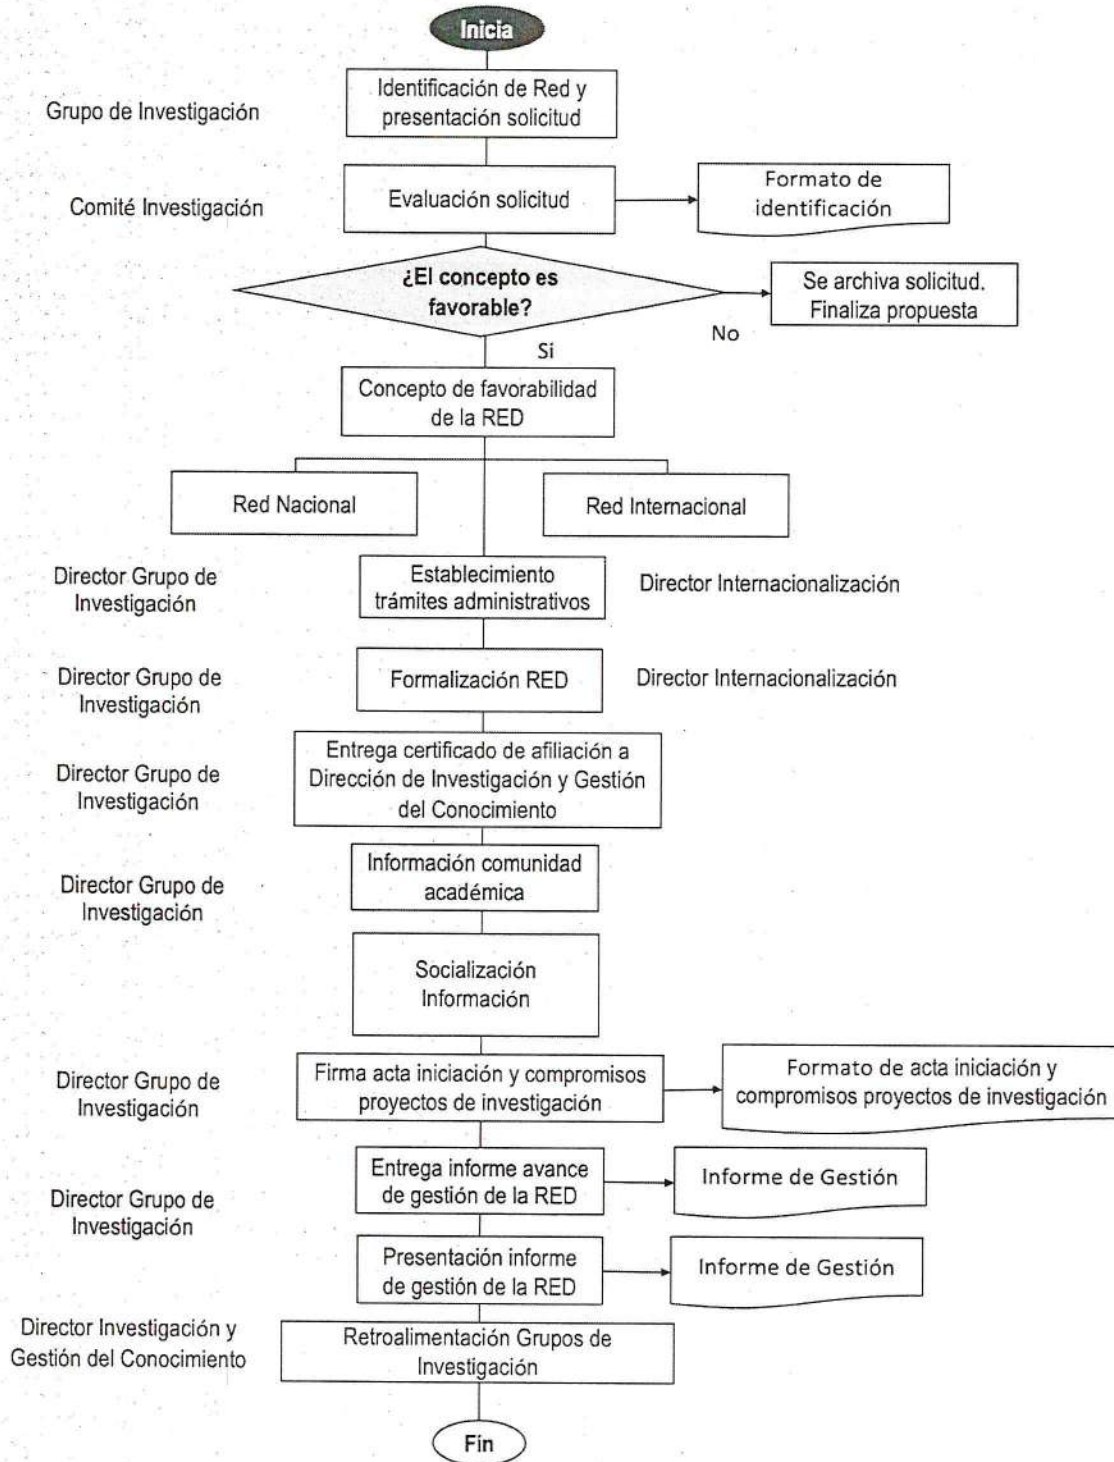 Inicia
Identificación de Red y
presentación solicitud
Grupo de Investigación
Evaluación solicitud
Formato de
identificación
Comité Investigación
¿El concepto es
favorable?
Se archiva solicitud.
Finaliza propuesta
No
Si
Concepto de favorabilidad
de la RED
Red Nacional
Red Internacional
Director Grupo de
Investigación
Establecimiento
trámites administrativos
Director Internacionalización
Director Grupo de
Investigación
Formalización RED
Director Internacionalización
Director Grupo de
Investigación
Entrega certificado de afiliación a
Dirección de Investigación y Gestión
del Conocimiento
Director Grupo de
Investigación
Información comunidad
académica
Socialización
Información
Director Grupo de
Investigación
Firma acta iniciación y compromisos
proyectos de investigación
Formato de acta iniciación y
compromisos proyectos de investigación
Director Grupo de
Investigación
Entrega informe avance
de gestión de la RED
Informe de Gestión
Presentación informe
de gestión de la RED
Informe de Gestión
Director Investigación y
Gestión del Conocimiento
Retroalimentación Grupos de
Investigación
Fin